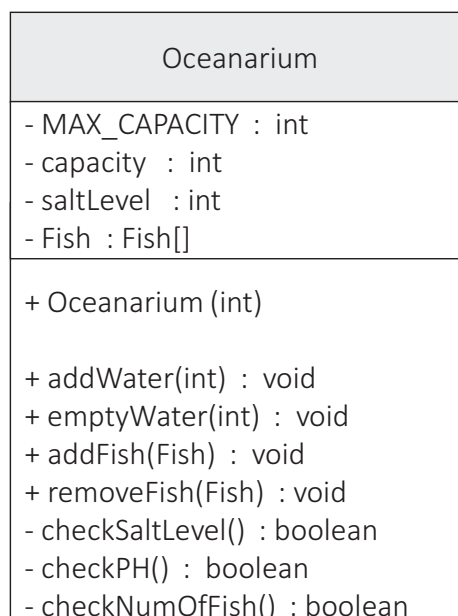 Oceanarium
- MAX_CAPACITY : int
- capacity : int
- saltLevel : int
- Fish : Fish[]
+ Oceanarium (int)
+ addWater(int) : void
+ emptyWater(int) : void
+ addFish(Fish) : void
+ removeFish(Fish) : void
- checkSaltLevel() : boolean
- checkPH() : boolean
- checkNumOfFish() : boolean